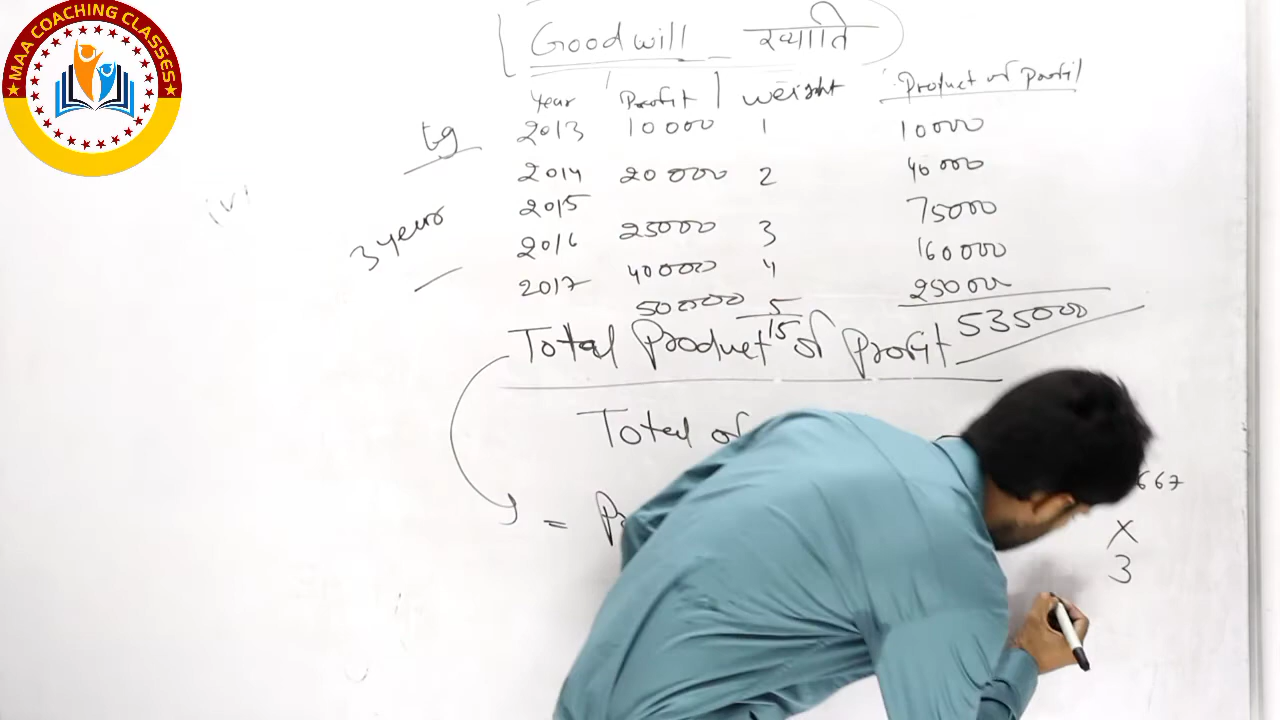 MAA COACHING CLASSES
Goodwill ख्याति
Year Profit weight Product of Profit
2013 10000 1 10000
2014 20000 2 40000
2015 25000 3 75000
2016 40000 4 160000
2017 50000 5 250000
15 535000
3 year
Total Product of Profit
Total of
667
=
X
3